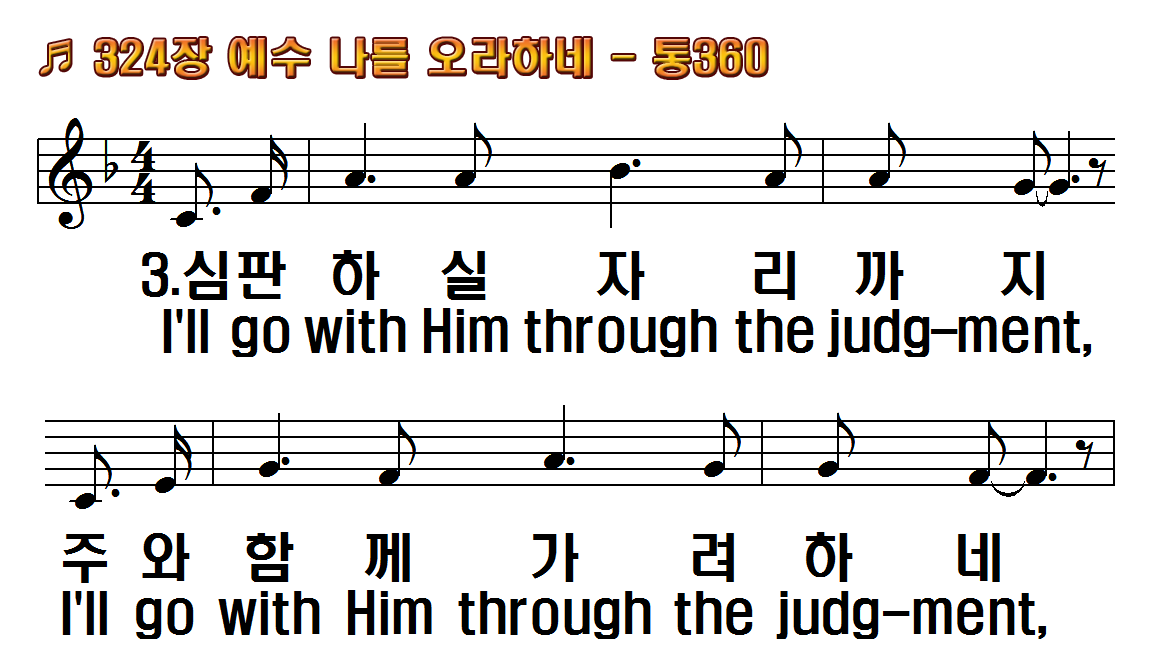 ♬ 324장 예수 나를 오라하네 - 통360
4
4
3.심판 하 실 자 리 까 지
I'll go with Him through the judg-ment,
주 와 함 께 가 려 하 네
I'll go with Him through the judg-ment,